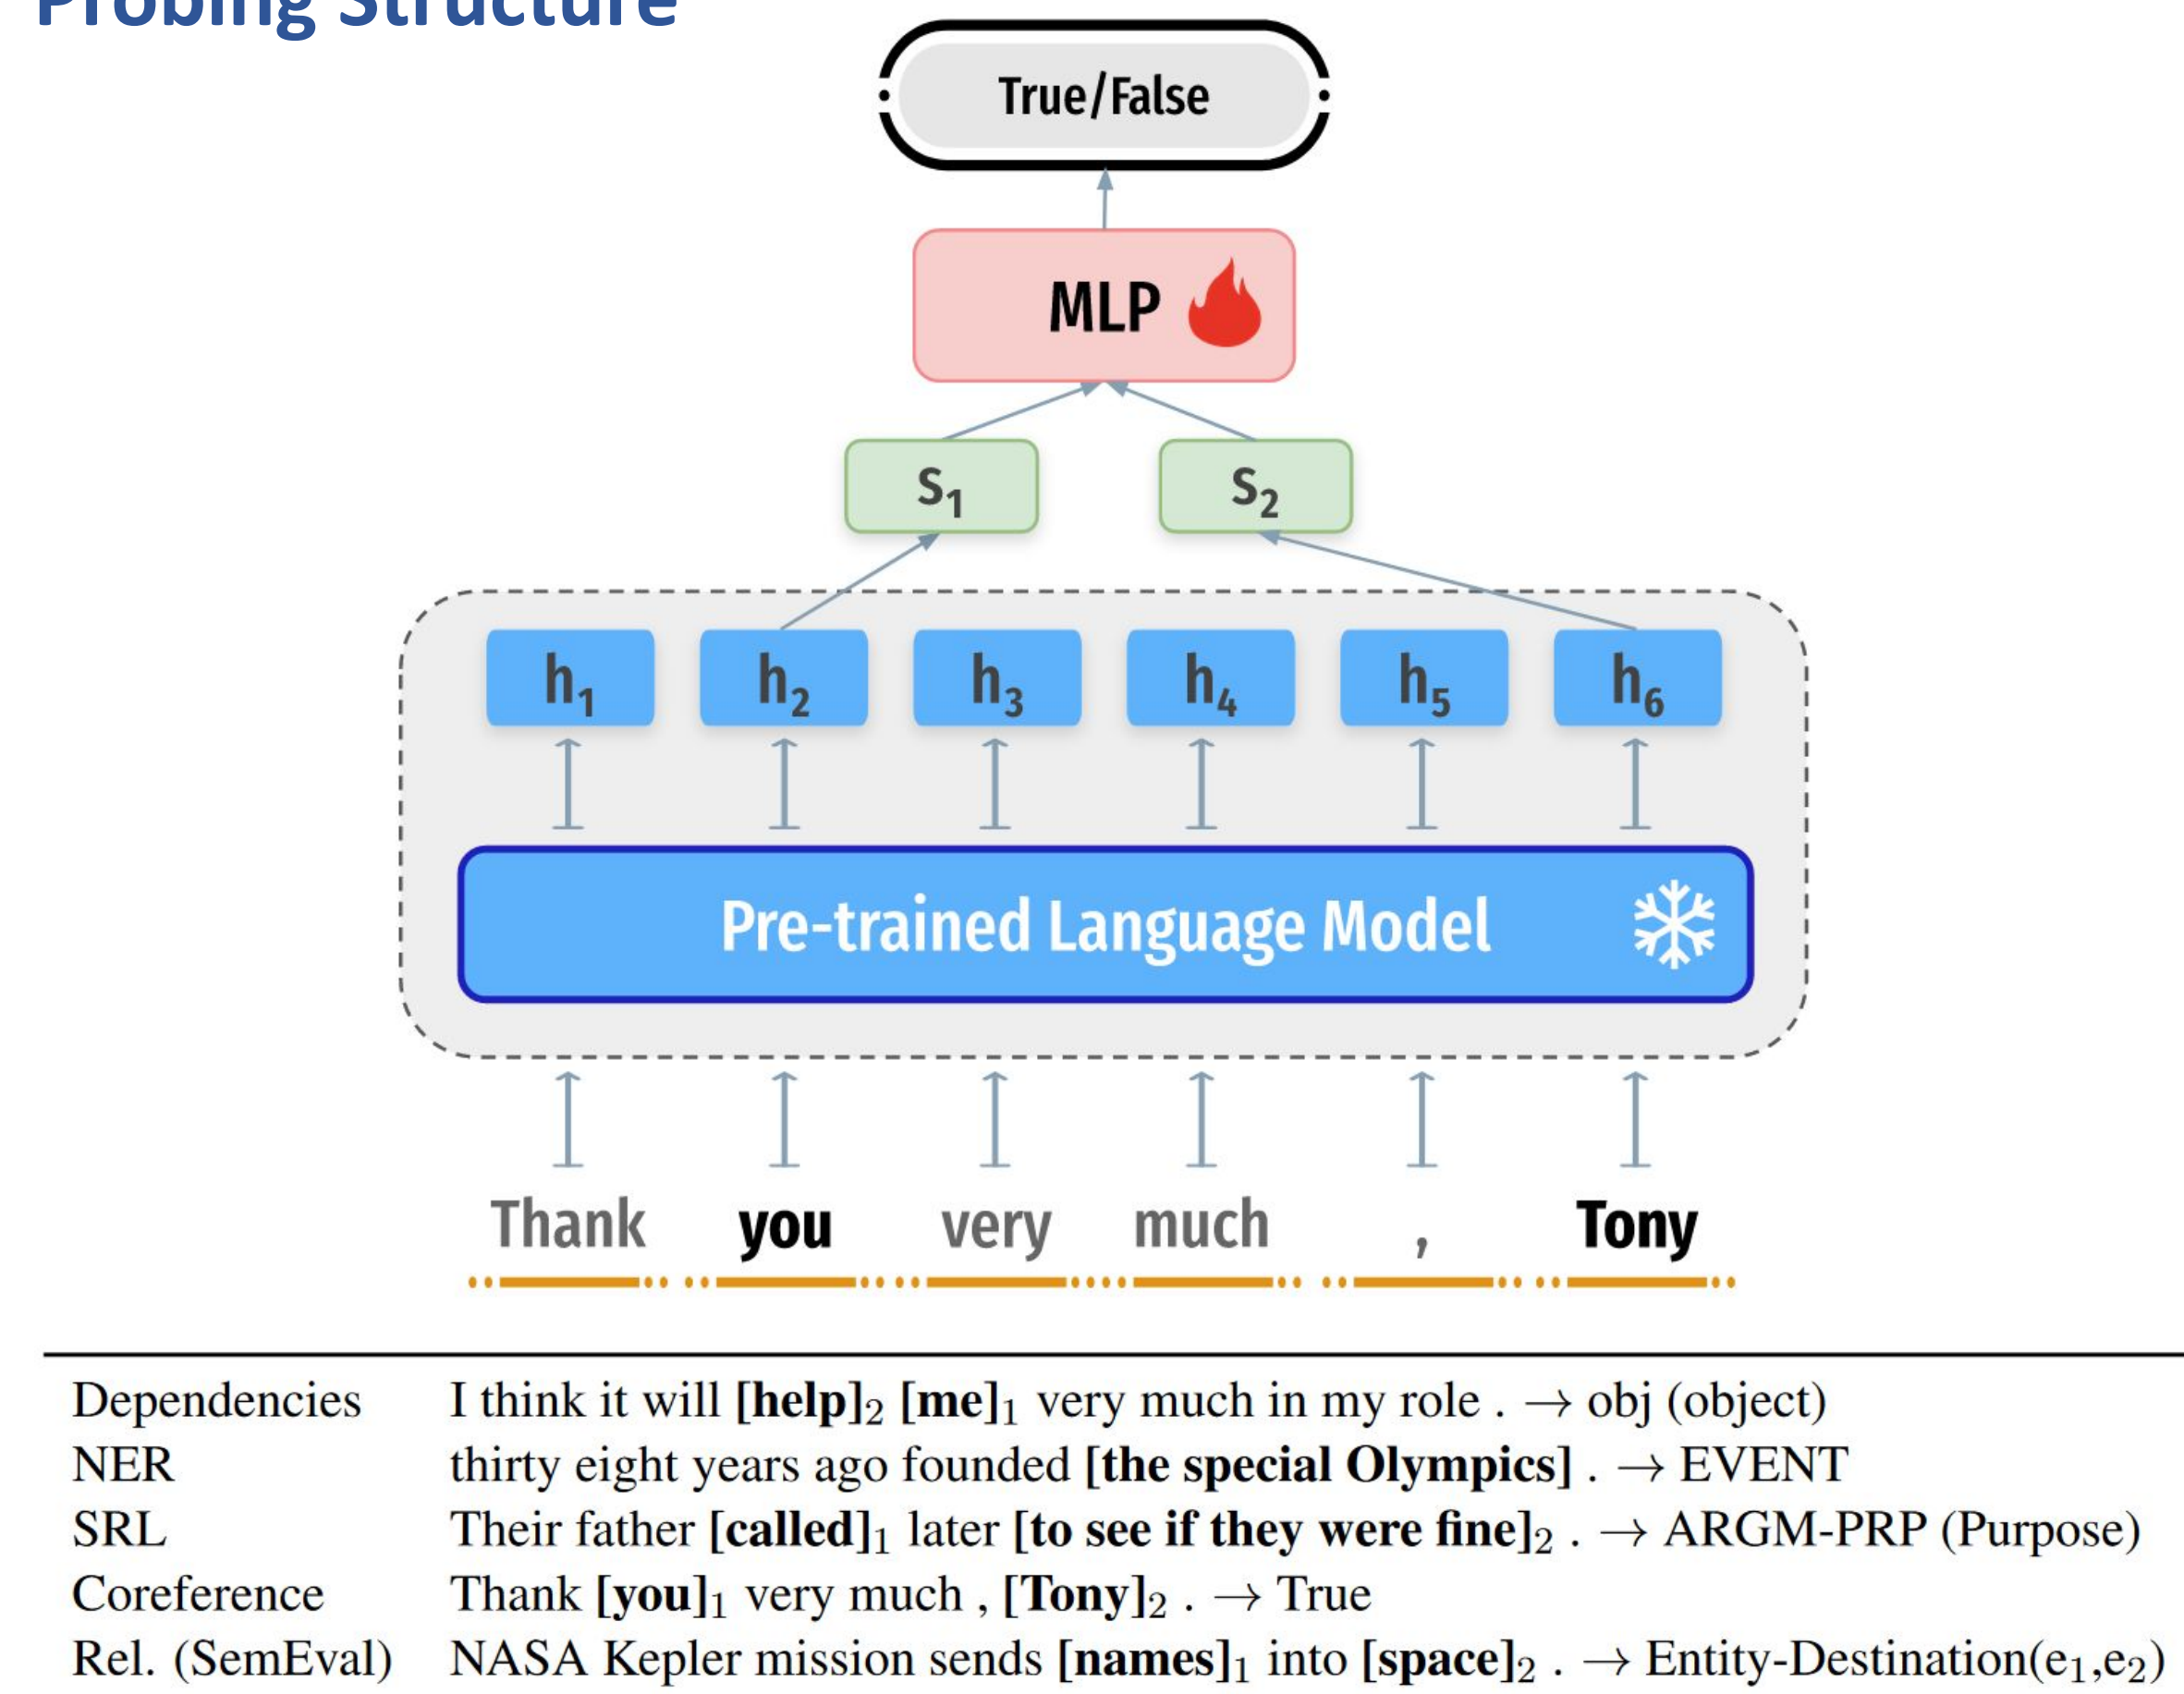 Probing Structure
True/False
MLP
s₁ s₂
h₁ h₂ h₃ h₄ h₅ h₆
Pre-trained Language Model
Thank you very much , Tony
Dependencies I think it will [help]₂ [me]₁ very much in my role . → obj (object)
NER thirty eight years ago founded [the special Olympics] . → EVENT
SRL Their father [called]₁ later [to see if they were fine]₂ . → ARGM-PRP (Purpose)
Coreference Thank [you]₁ very much , [Tony]₂ . → True
Rel. (SemEval) NASA Kepler mission sends [names]₁ into [space]₂ . → Entity-Destination(e₁,e₂)